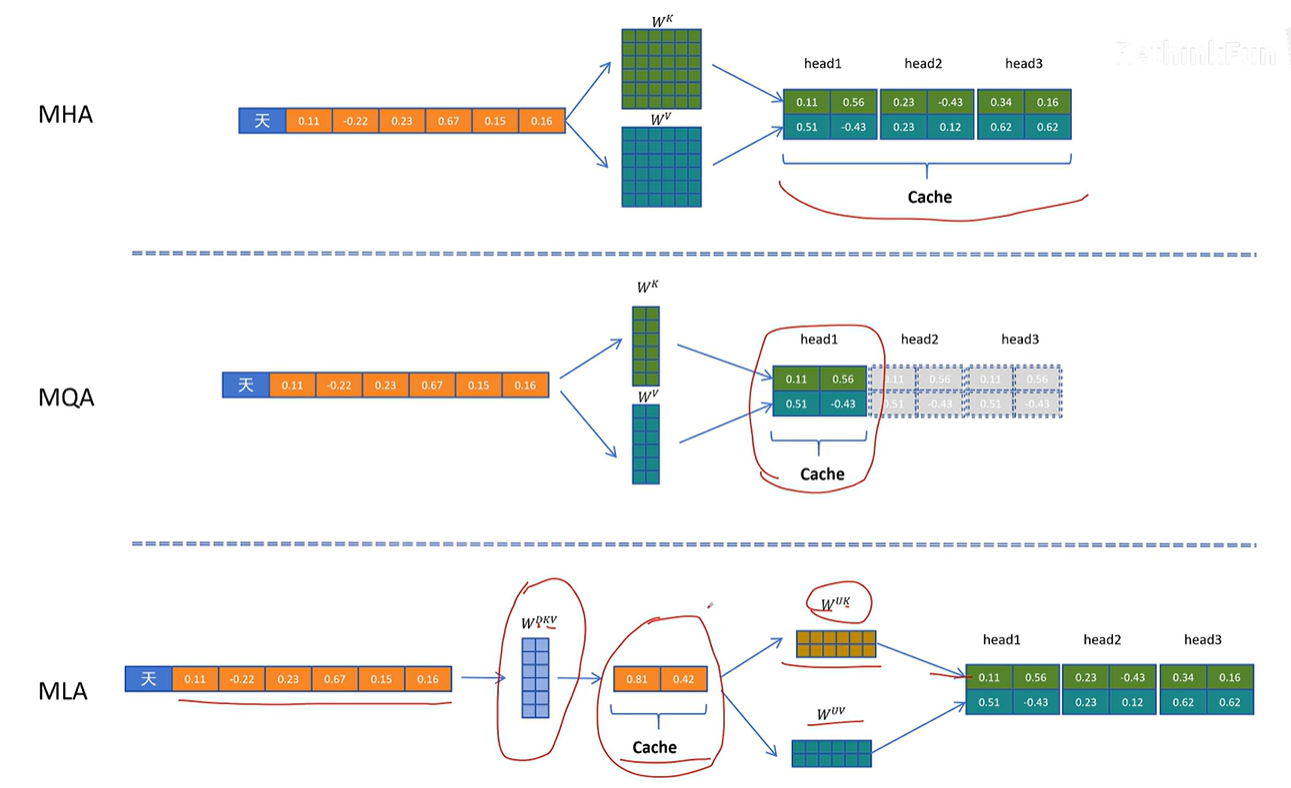 W^K
RethinkFun
head1 head2 head3
MHA
天 0.11 -0.22 0.23 0.67 0.15 0.16
0.11 0.56 0.23 -0.43 0.34 0.16
W^V
0.51 -0.43 0.23 0.12 0.62 0.62
Cache
W^K
head1 head2 head3
MQA
天 0.11 -0.22 0.23 0.67 0.15 0.16
0.11 0.56 0.11 0.56 0.11 0.56
W^V
0.51 -0.43 0.51 -0.43 0.51 -0.43
Cache
W^{DKV}
W^{UK}
head1 head2 head3
MLA
天 0.11 -0.22 0.23 0.67 0.15 0.16
0.81 0.42
0.11 0.56 0.23 -0.43 0.34 0.16
0.51 -0.43 0.23 0.12 0.62 0.62
W^{UV}
Cache